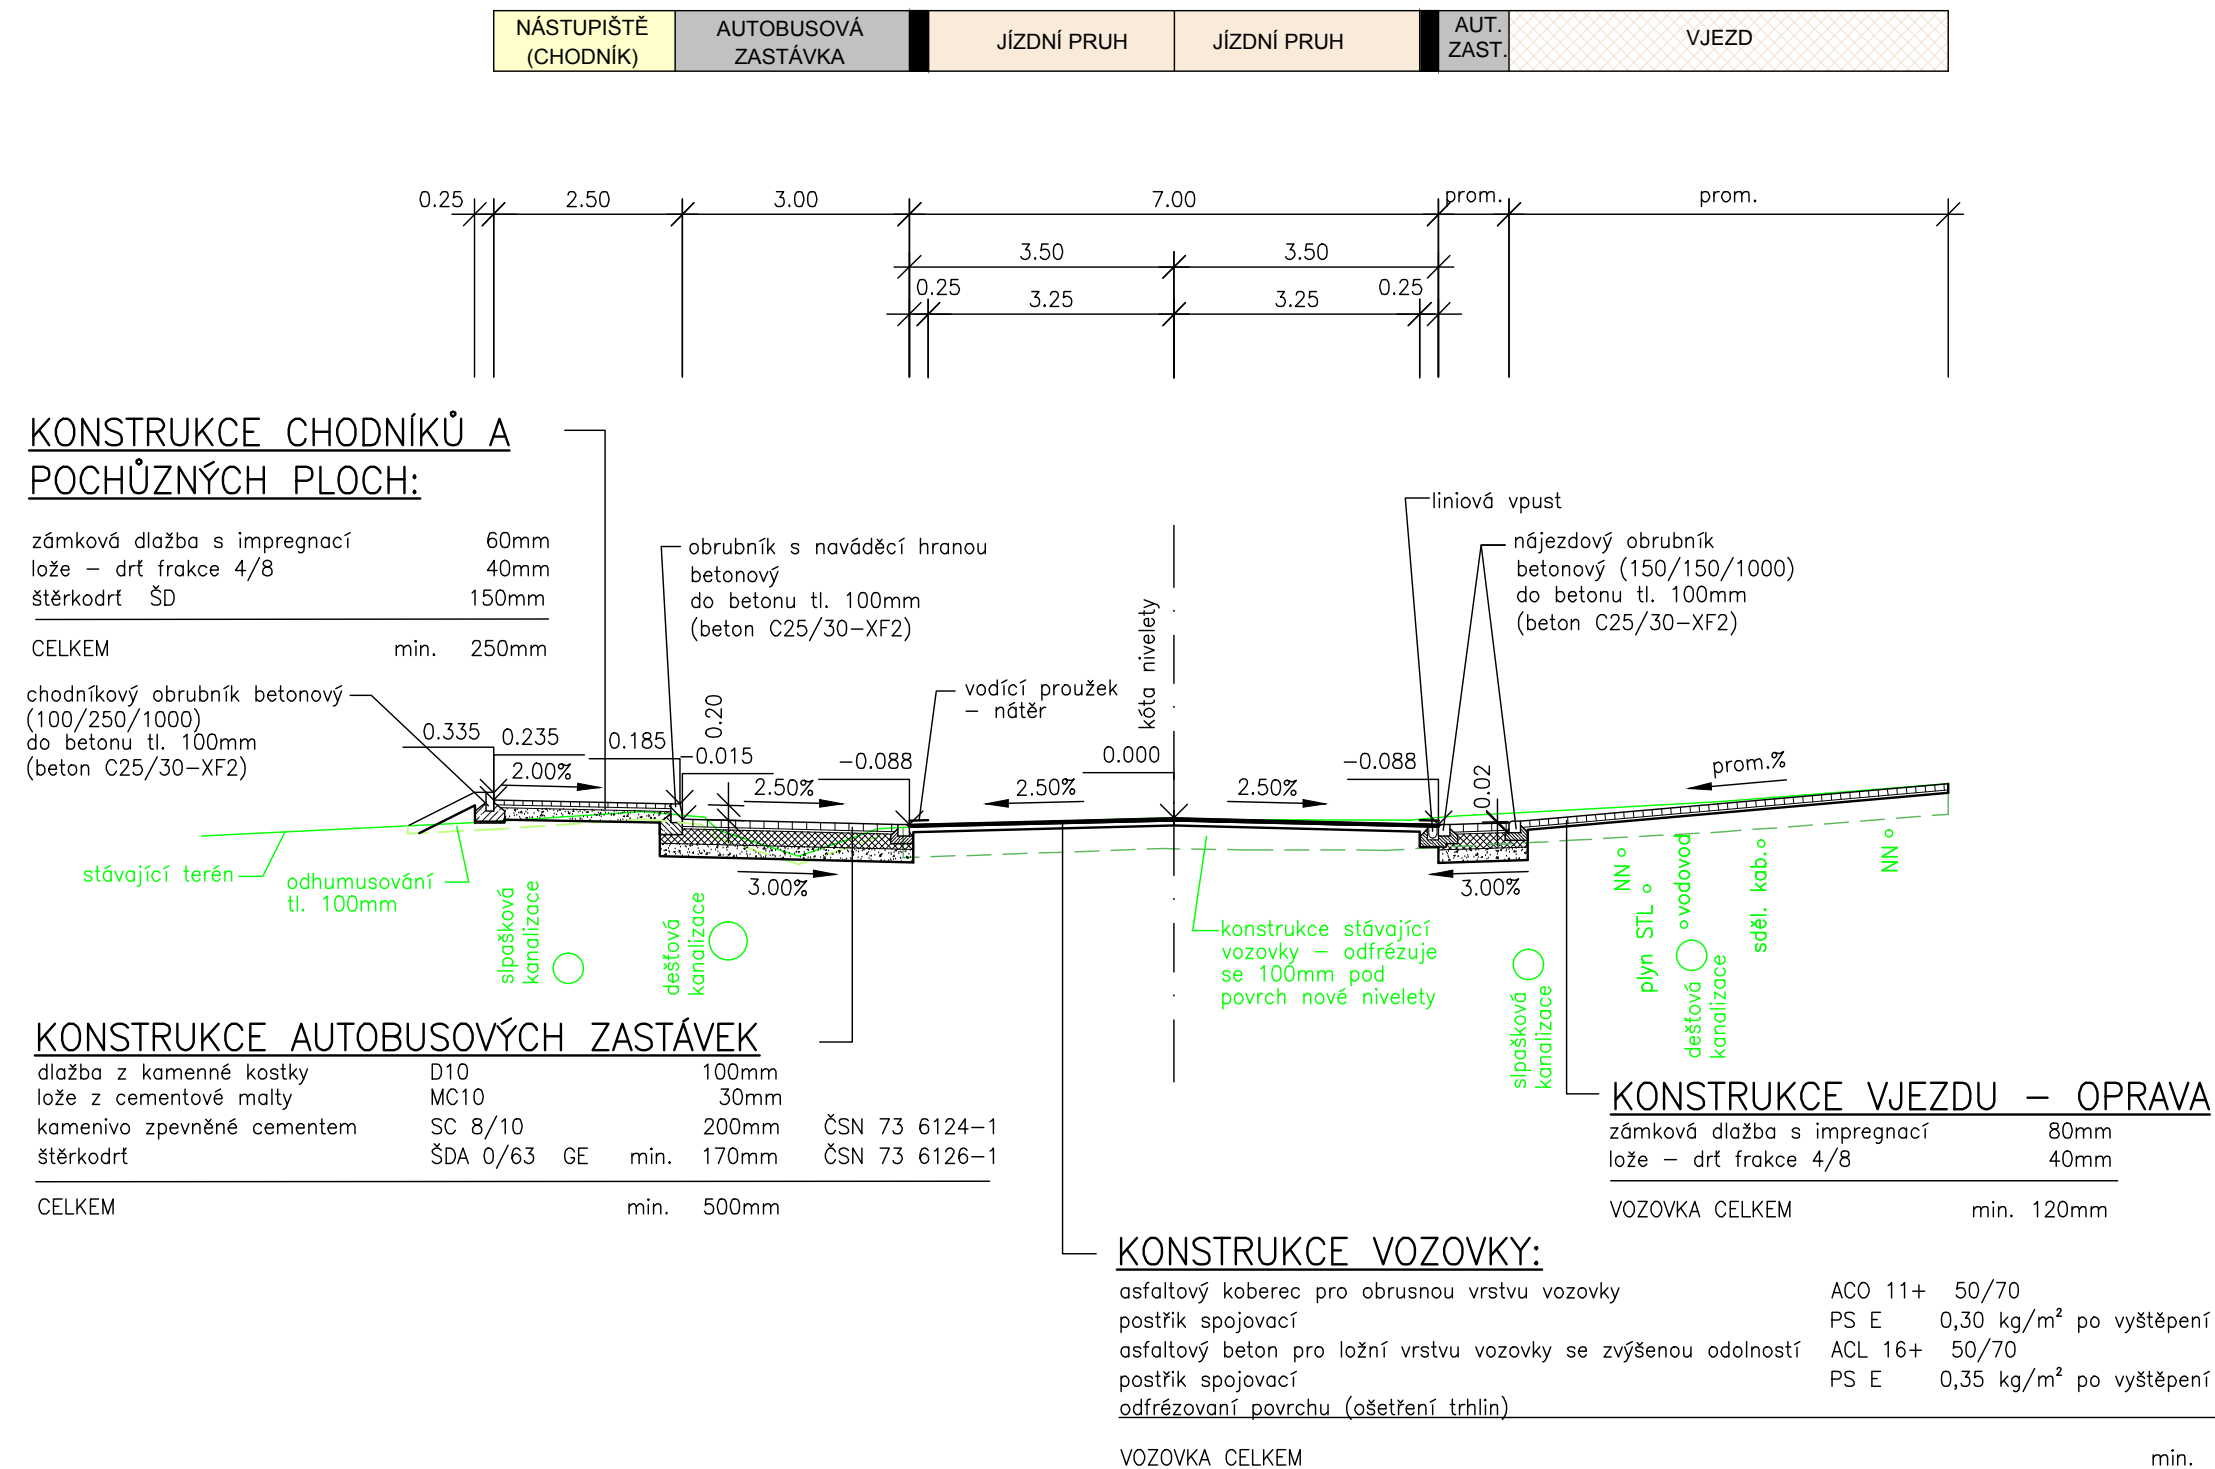 NÁSTUPIŠTĚ
(CHODNÍK)
AUTOBUSOVÁ
ZASTÁVKA
JÍZDNÍ PRUH
JÍZDNÍ PRUH
AUT.
ZAST.
VJEZD
0.25
2.50
3.00
7.00
prom.
prom.
3.50
3.50
0.25
3.25
3.25
0.25
KONSTRUKCE CHODNÍKŮ A
POCHŮZNÝCH PLOCH:
zámková dlažba s impregnací 60mm
lože – drť frakce 4/8 40mm
štěrkodrť ŠD 150mm
CELKEM min. 250mm
chodníkový obrubník betonový
(100/250/1000)
do betonu tl. 100mm
(beton C25/30–XF2)
obrubník s naváděcí hranou
betonový
do betonu tl. 100mm
(beton C25/30–XF2)
vodící proužek
– nátěr
kóta nivelety
liniová vpust
nájezdový obrubník
betonový (150/150/1000)
do betonu tl. 100mm
(beton C25/30–XF2)
0.335
0.235
0.185
0.20
–0.015
–0.088
0.000
–0.088
0.02
2.00%
2.50%
2.50%
2.50%
prom.%
3.00%
3.00%
stávající terén
odhumusování
tl. 100mm
slpašková
kanalizace
dešťová
kanalizace
konstrukce stávající
vozovky – odfrézuje
se 100mm pod
povrch nové nivelety
slpašková
kanalizace
NN
plyn STL
vodovod
dešťová
kanalizace
sděl. kab.
NN
KONSTRUKCE AUTOBUSOVÝCH ZASTÁVEK
dlažba z kamenné kostky D10 100mm
lože z cementové malty MC10 30mm
kamenivo zpevněné cementem SC 8/10 200mm ČSN 73 6124–1
štěrkodrť ŠDA 0/63 GE min. 170mm ČSN 73 6126–1
CELKEM min. 500mm
KONSTRUKCE VJEZDU – OPRAVA
zámková dlažba s impregnací 80mm
lože – drť frakce 4/8 40mm
VOZOVKA CELKEM min. 120mm
KONSTRUKCE VOZOVKY:
asfaltový koberec pro obrusnou vrstvu vozovky ACO 11+ 50/70
postřik spojovací PS E 0,30 kg/m² po vyštěpení
asfaltový beton pro ložní vrstvu vozovky se zvýšenou odolností ACL 16+ 50/70
postřik spojovací PS E 0,35 kg/m² po vyštěpení
odfrézovaní povrchu (ošetření trhlin)
VOZOVKA CELKEM min.